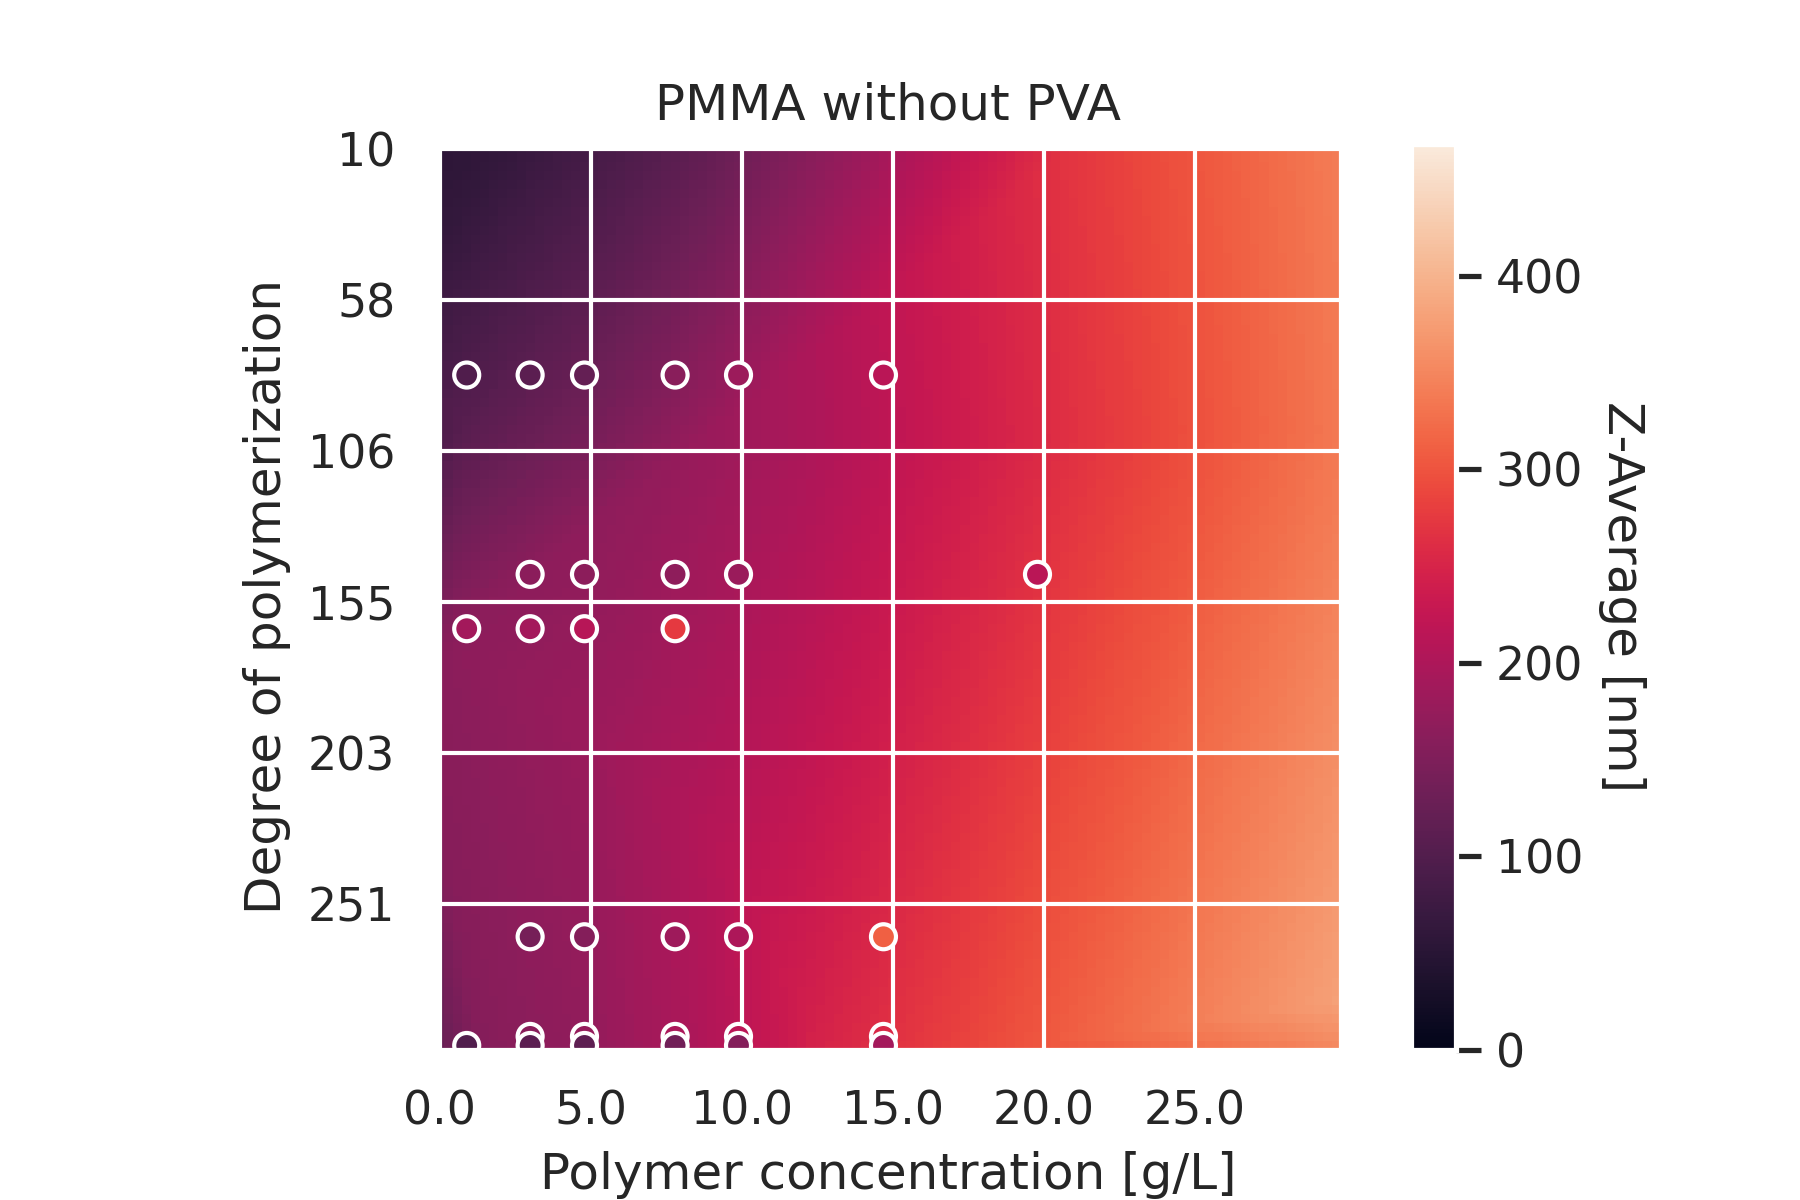 PMMA without PVA
Degree of polymerization
10
58
106
155
203
251
0.0 5.0 10.0 15.0 20.0 25.0
Polymer concentration [g/L]
400
300
200
100
0
Z-Average [nm]